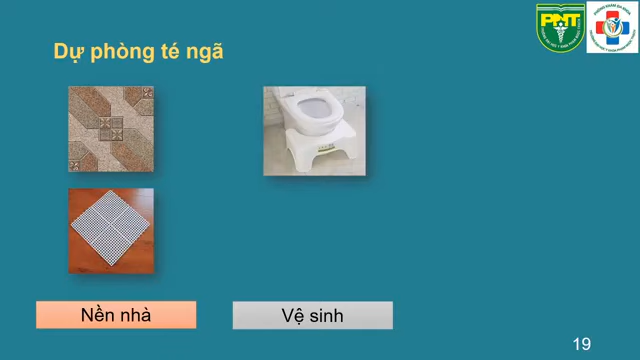 Dự phòng té ngã
PNT
Nền nhà
Vệ sinh
19